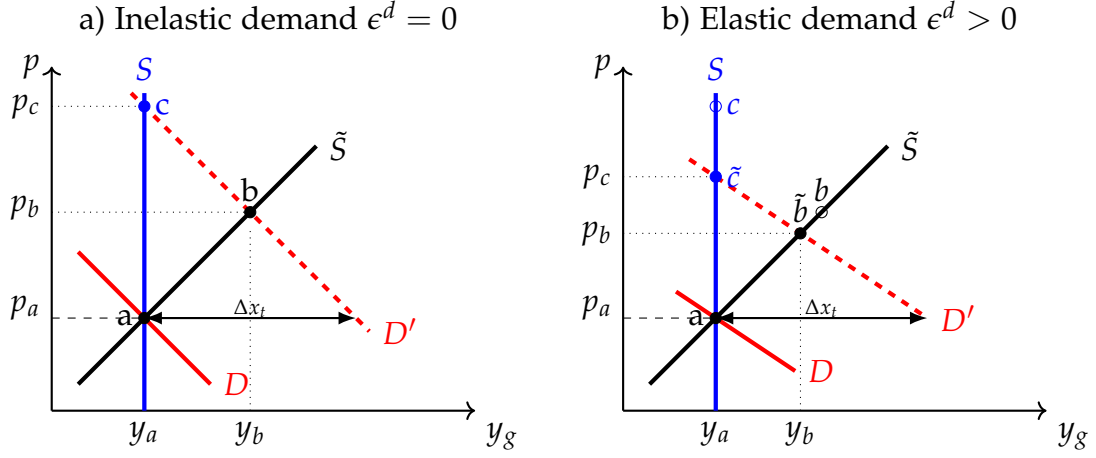 a) Inelastic demand ϵ^d = 0
b) Elastic demand ϵ^d > 0
p
S
p_c
c
S̃
p_b
b
p_a
a
Δx_t
D′
D
y_a
y_b
y_g
p
S
c
S̃
p_c
c̃
b
p_b
b̃
p_a
a
Δx_t
D′
D
y_a
y_b
y_g